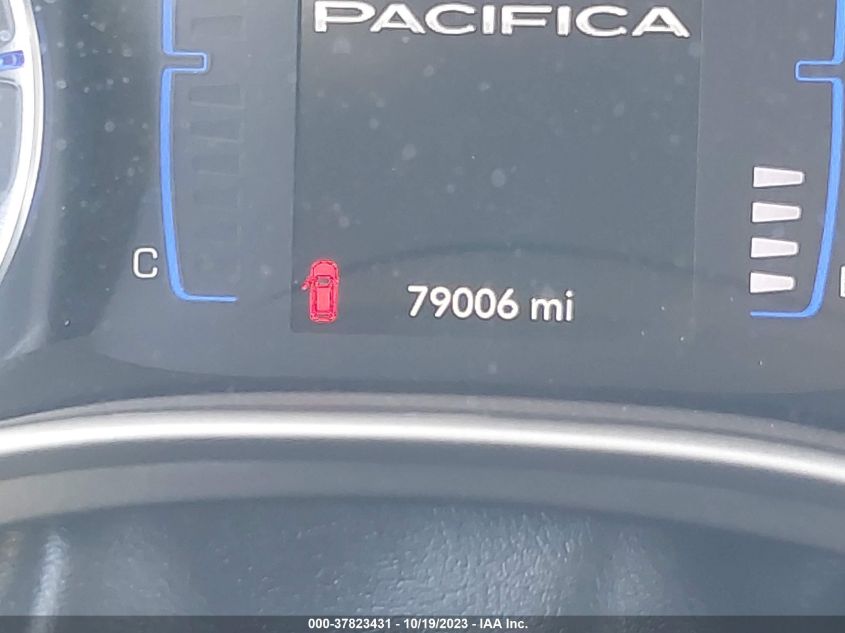 PACIFICA
C
79006 mi
000-37823431 - 10/19/2023 - IAA Inc.